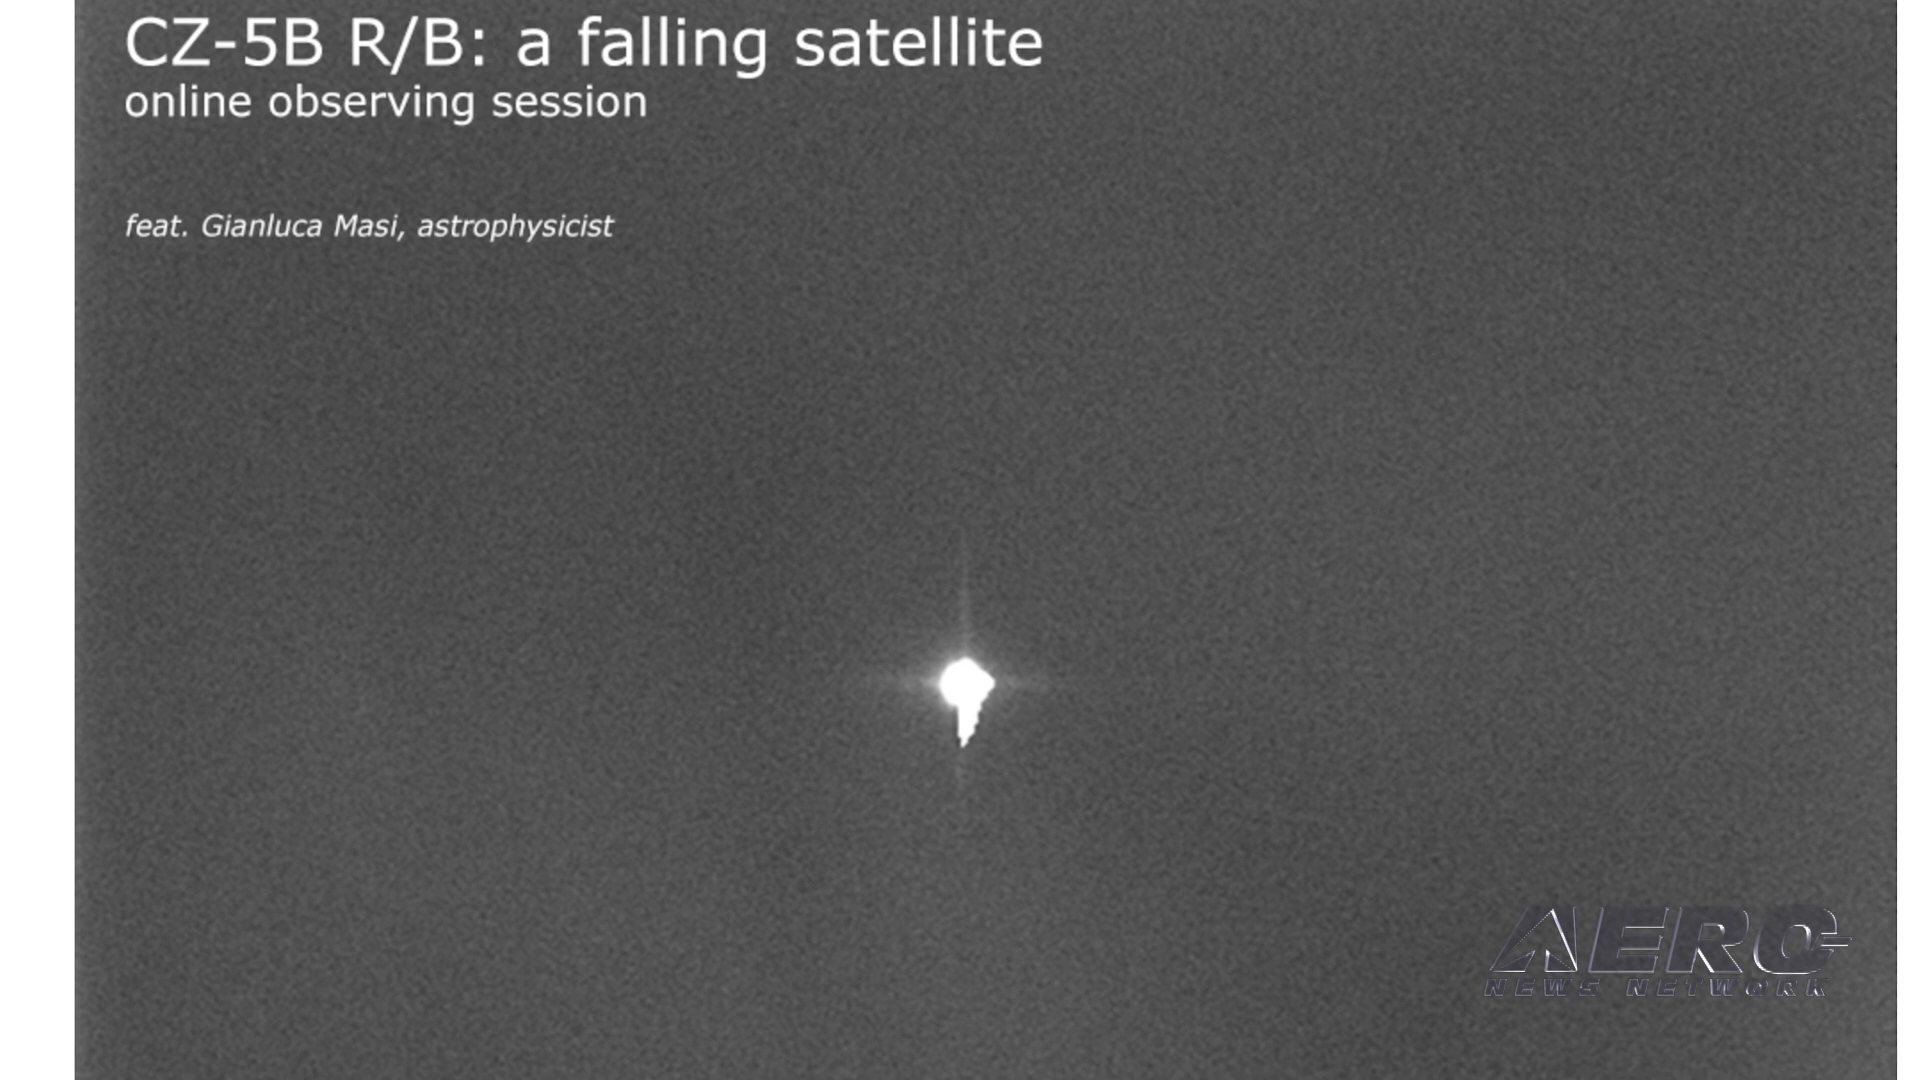 CZ-5B R/B: a falling satellite
online observing session
feat. Gianluca Masi, astrophysicist
AERO
NEWS NETWORK